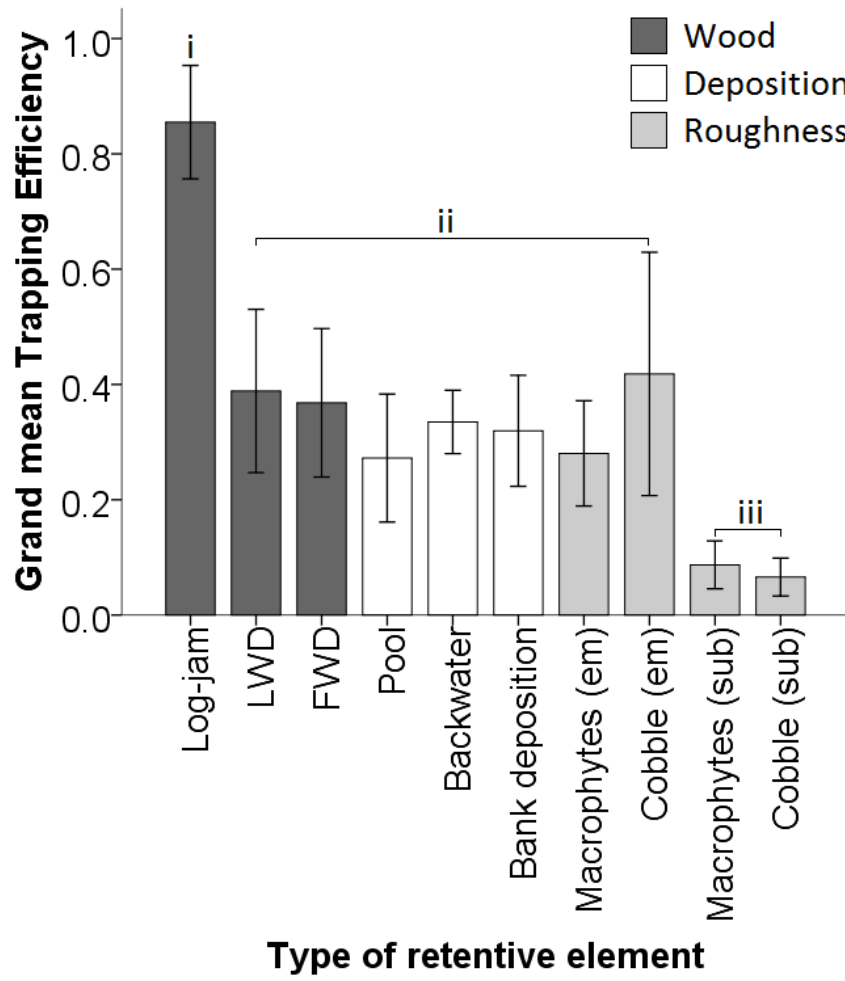 Grand mean Trapping Efficiency
1.0
0.8
0.6
0.4
0.2
0.0
i
ii
iii
Wood
Deposition
Roughness
Log-jam
LWD
FWD
Pool
Backwater
Bank deposition
Macrophytes (em)
Cobble (em)
Macrophytes (sub)
Cobble (sub)
Type of retentive element